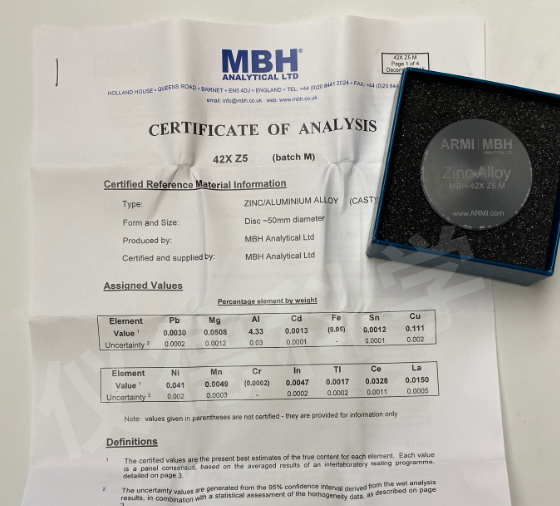 MBH®
ANALYTICAL LTD
42X Z5 M
Page 1 of 4
HOLLAND HOUSE • QUEENS ROAD • BARNET • EN5 4DJ • ENGLAND • TEL: +44 (0)20 8441 2024 • FAX: +44 (0)20 844
email: info@mbh.co.uk web: www.mbh.co.uk
CERTIFICATE OF ANALYSIS
42X Z5 (batch M)
ARMI | MBH
Zinc Alloy
MBH-42X Z5 M
www.ARMI.com
Certified Reference Material Information
Type: ZINC/ALUMINIUM ALLOY (CAST)
Form and Size: Disc ~50mm diameter
Produced by: MBH Analytical Ltd
Certified and supplied by: MBH Analytical Ltd
Assigned Values
Percentage element by weight
Element Pb Mg Al Cd Fe Sn Cu
Value 1 0.0030 0.0508 4.33 0.0013 (0.05) 0.0012 0.111
Uncertainty 2 0.0002 0.0012 0.03 0.0001 - 0.0001 0.002
Element Ni Mn Cr In Tl Ce La
Value 1 0.041 0.0049 (0.0002) 0.0047 0.0017 0.0328 0.0150
Uncertainty 2 0.002 0.0003 - 0.0002 0.0002 0.0011 0.0005
Note: values given in parentheses are not certified - they are provided for information only
Definitions
1 The certified values are the present best estimates of the true content for each element. Each value
is a panel consensus, based on the averaged results of an interlaboratory testing programme,
detailed on page 3.
2 The uncertainty values are generated from the 95% confidence interval derived from the wet analysis
results, in combination with a statistical assessment of the homogeneity data, as described on page